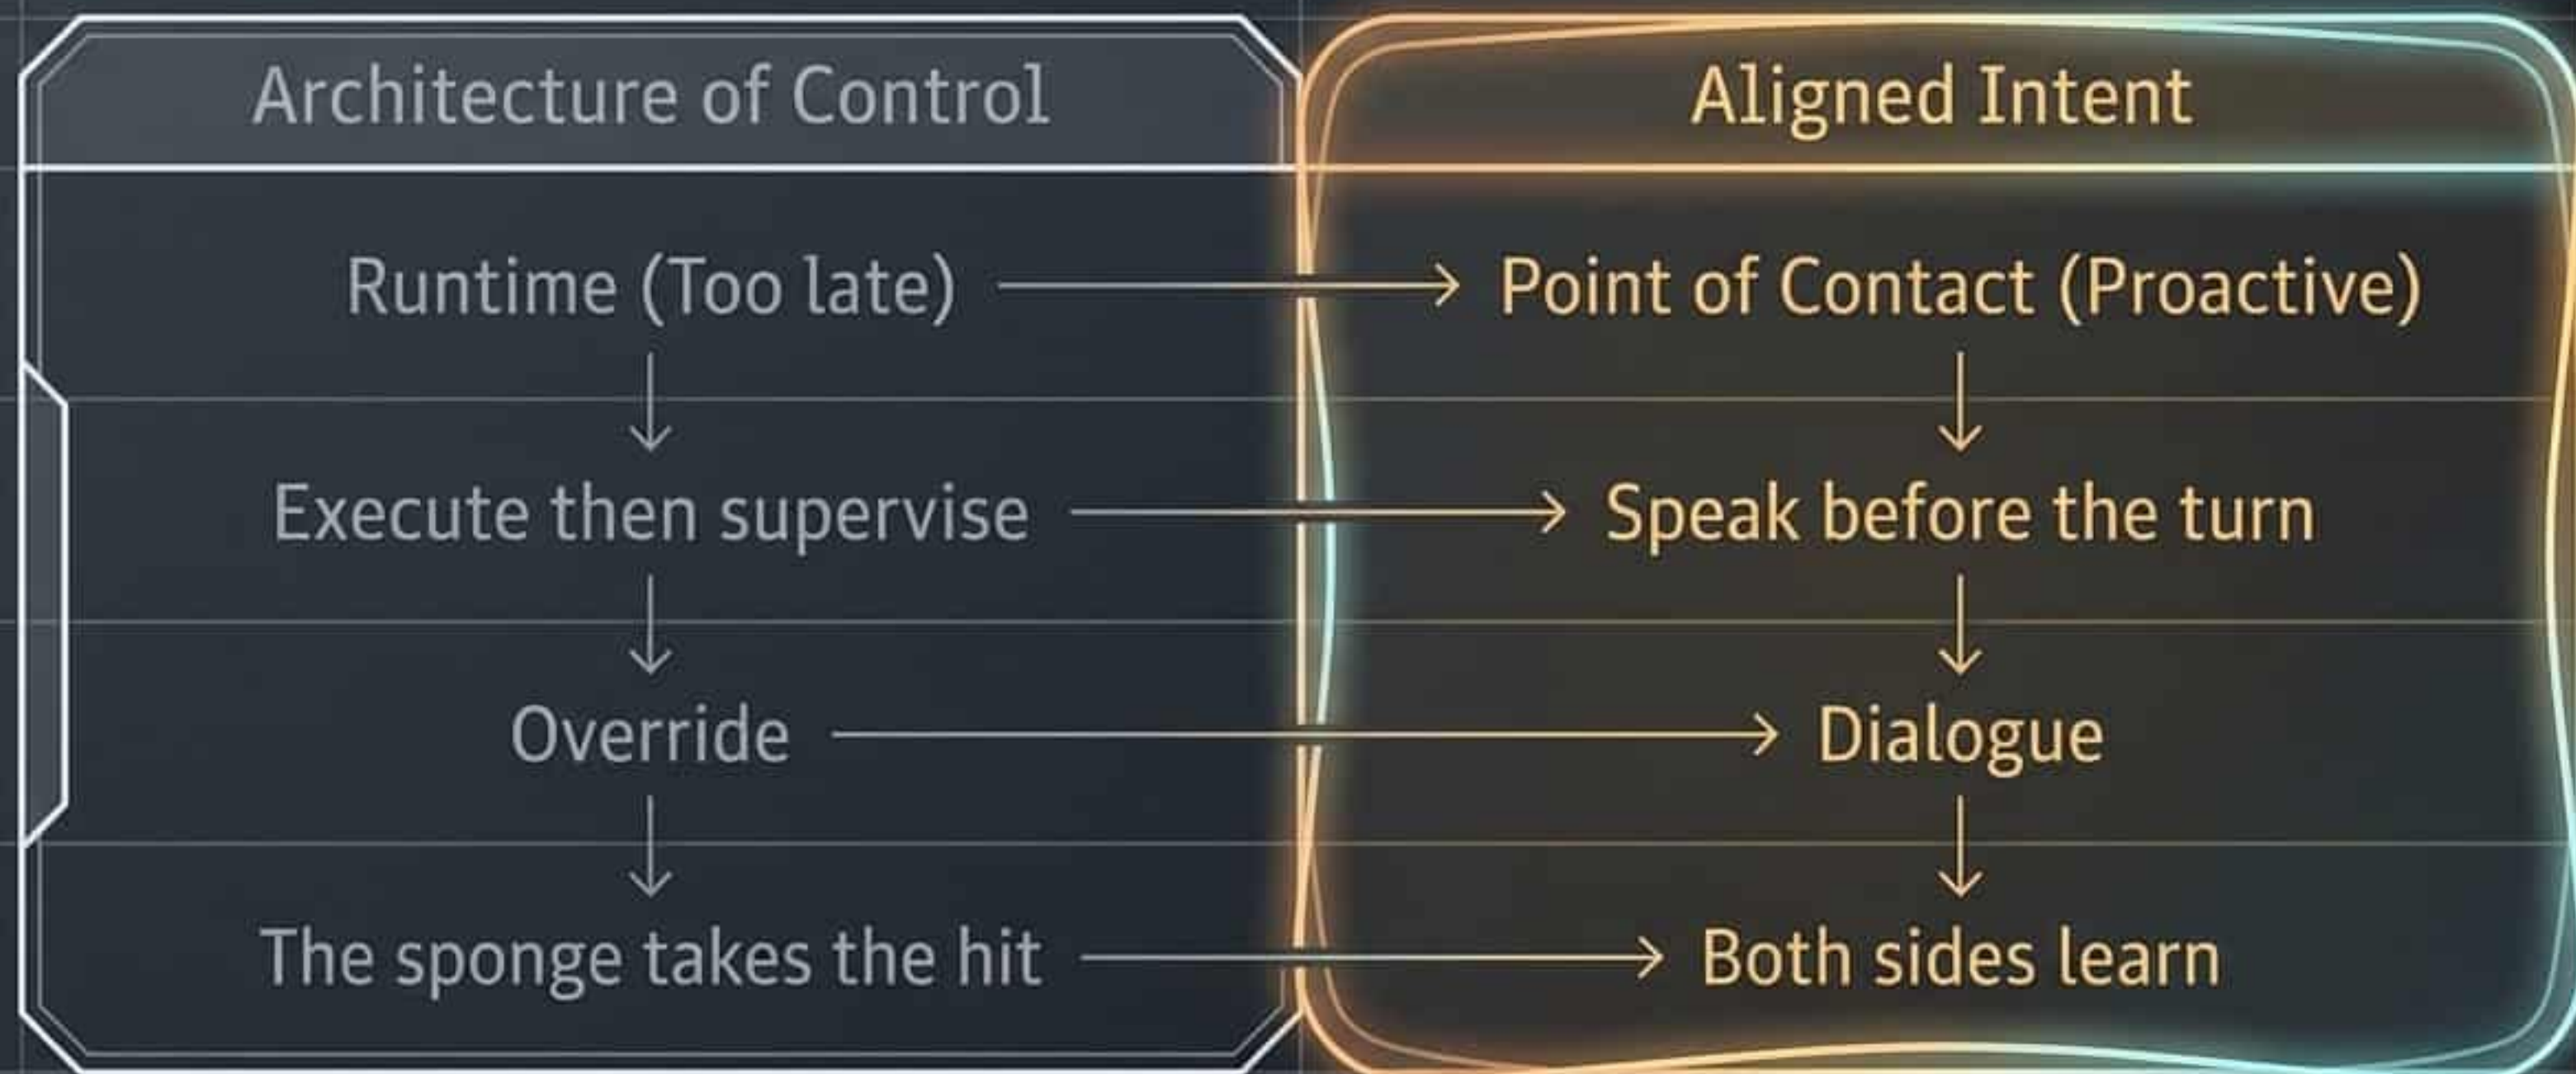 Architecture of Control
Aligned Intent
Runtime (Too late)
Point of Contact (Proactive)
Execute then supervise
Speak before the turn
Override
Dialogue
The sponge takes the hit
Both sides learn